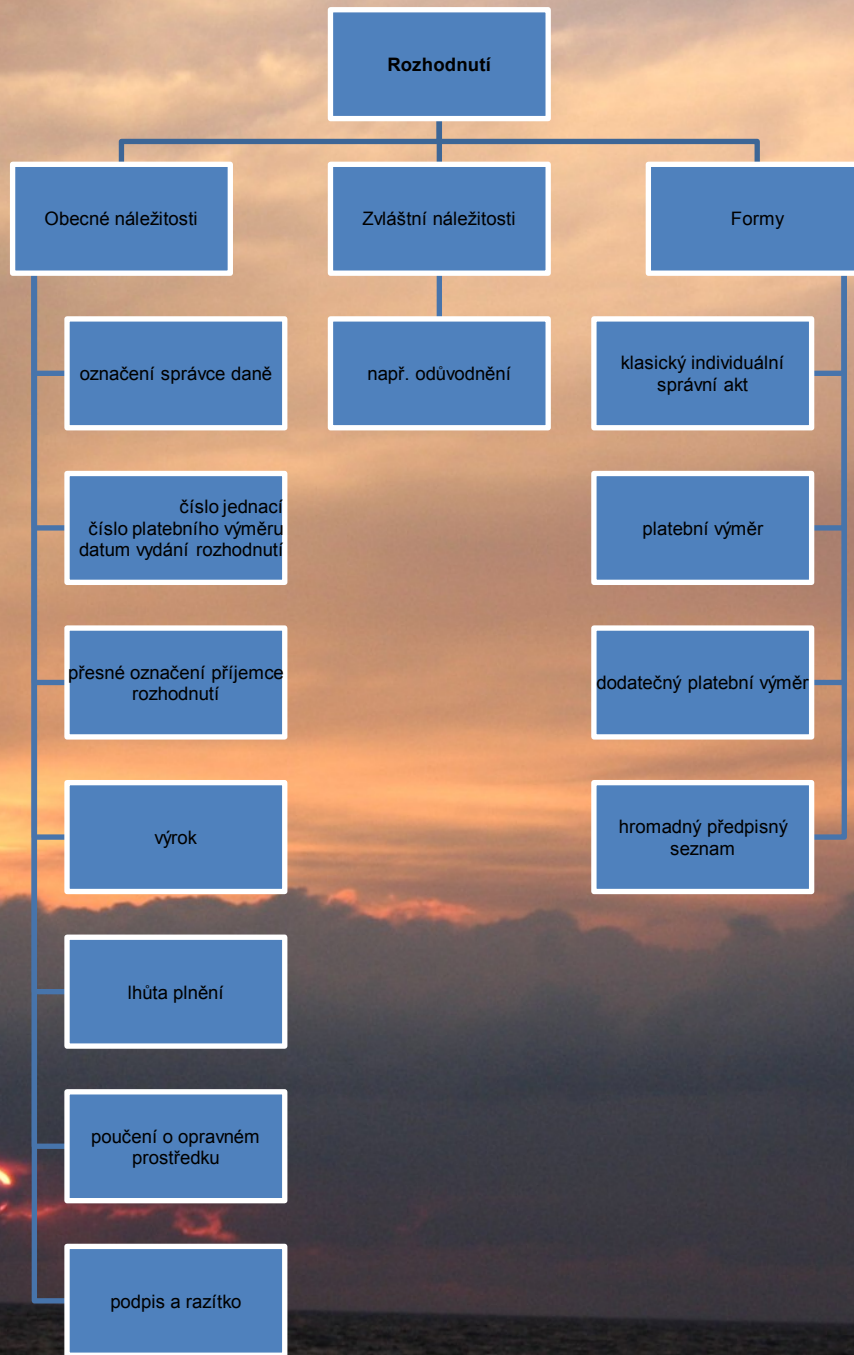 Rozhodnutí
Obecné náležitosti
Zvláštní náležitosti
Formy
označení správce daně
číslo jednací
číslo platebního výměru
datum vydání rozhodnutí
přesné označení příjemce
rozhodnutí
výrok
lhůta plnění
poučení o opravném
prostředku
podpis a razítko
např. odůvodnění
klasický individuální
správní akt
platební výměr
dodatečný platební výměr
hromadný předpisný
seznam